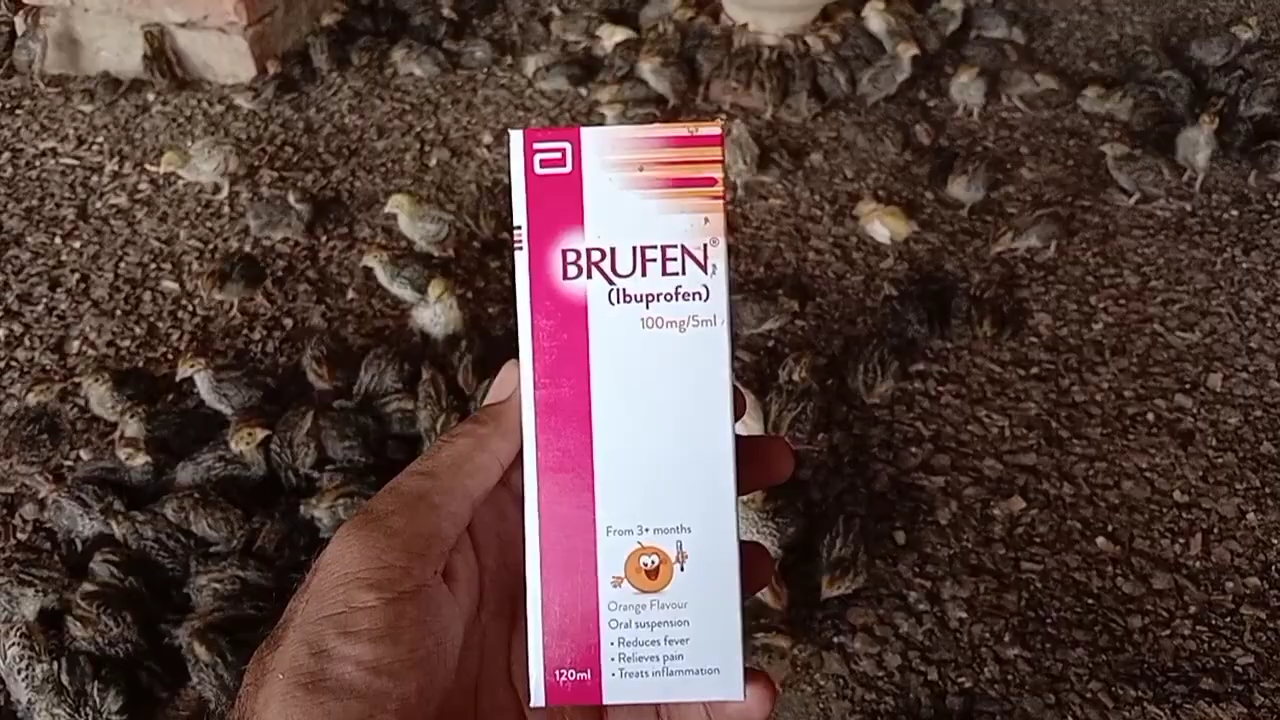 BRUFEN®
(Ibuprofen)
100mg/5ml
From 3+ months
Orange Flavour
Oral suspension
• Reduces fever
• Relieves pain
• Treats inflammation
120ml